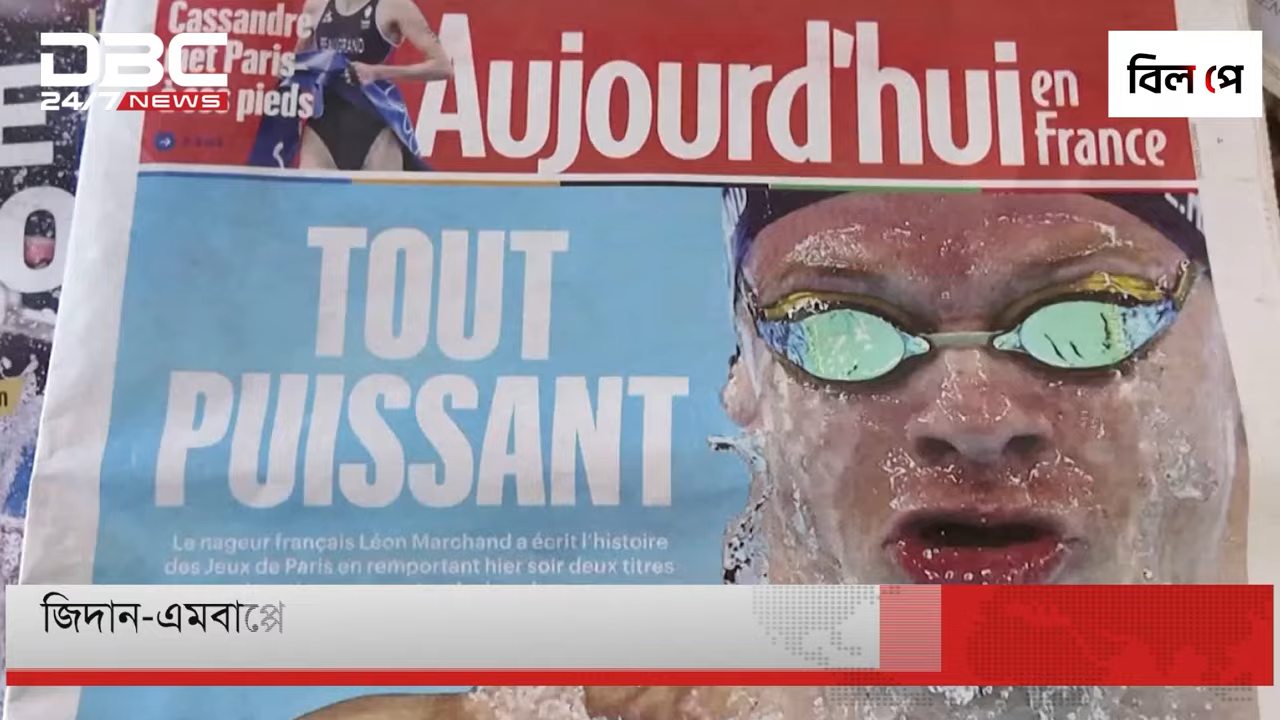 Cassandre
met Paris
à ses pieds
Aujourd'hui
en
France
DBC
24/7 NEWS
বিল পে
TOUT
PUISSANT
Le nageur français Léon Marchand a écrit l'histoire
des Jeux de Paris en remportant hier soir deux titres
জিদান-এমবাপ্পে